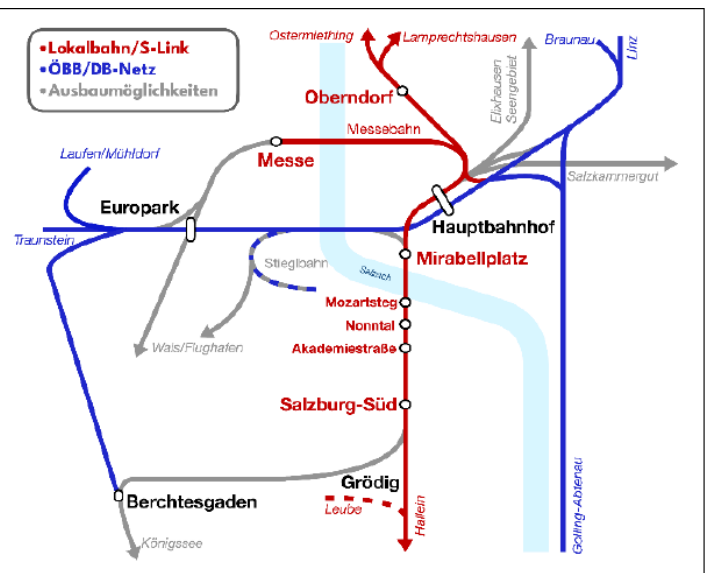 •Lokalbahn/S-Link
•ÖBB/DB-Netz
•Ausbaumöglichkeiten
Ostermiething
Lamprechtshausen
Braunau
Linz
Elixhausen
Seengebiet
Oberndorf
Messebahn
Messe
Laufen/Mühldorf
Salzkammergut
Europark
Hauptbahnhof
Traunstein
Mirabellplatz
Stieglbahn
Salzach
Mozartsteg
Nonntal
Wals/Flughafen
Akademiestraße
Salzburg-Süd
Grödig
Berchtesgaden
Leube
Hallein
Golling-Abtenau
Königssee